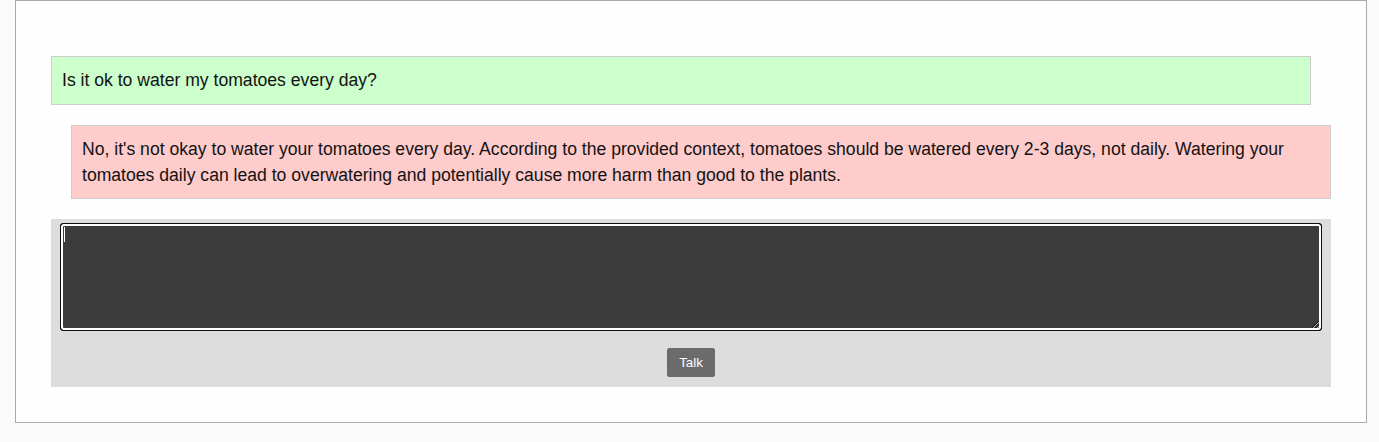 Is it ok to water my tomatoes every day?
No, it's not okay to water your tomatoes every day. According to the provided context, tomatoes should be watered every 2-3 days, not daily. Watering your
tomatoes daily can lead to overwatering and potentially cause more harm than good to the plants.
Talk